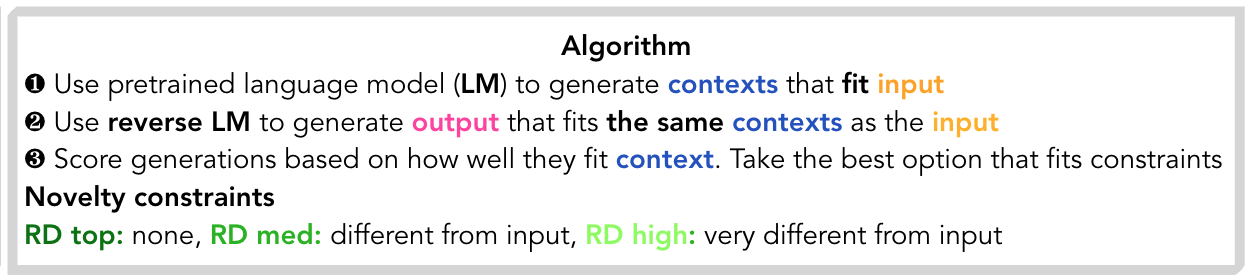 Algorithm
❶ Use pretrained language model (LM) to generate contexts that fit input
❷ Use reverse LM to generate output that fits the same contexts as the input
❸ Score generations based on how well they fit context. Take the best option that fits constraints
Novelty constraints
RD top: none, RD med: different from input, RD high: very different from input